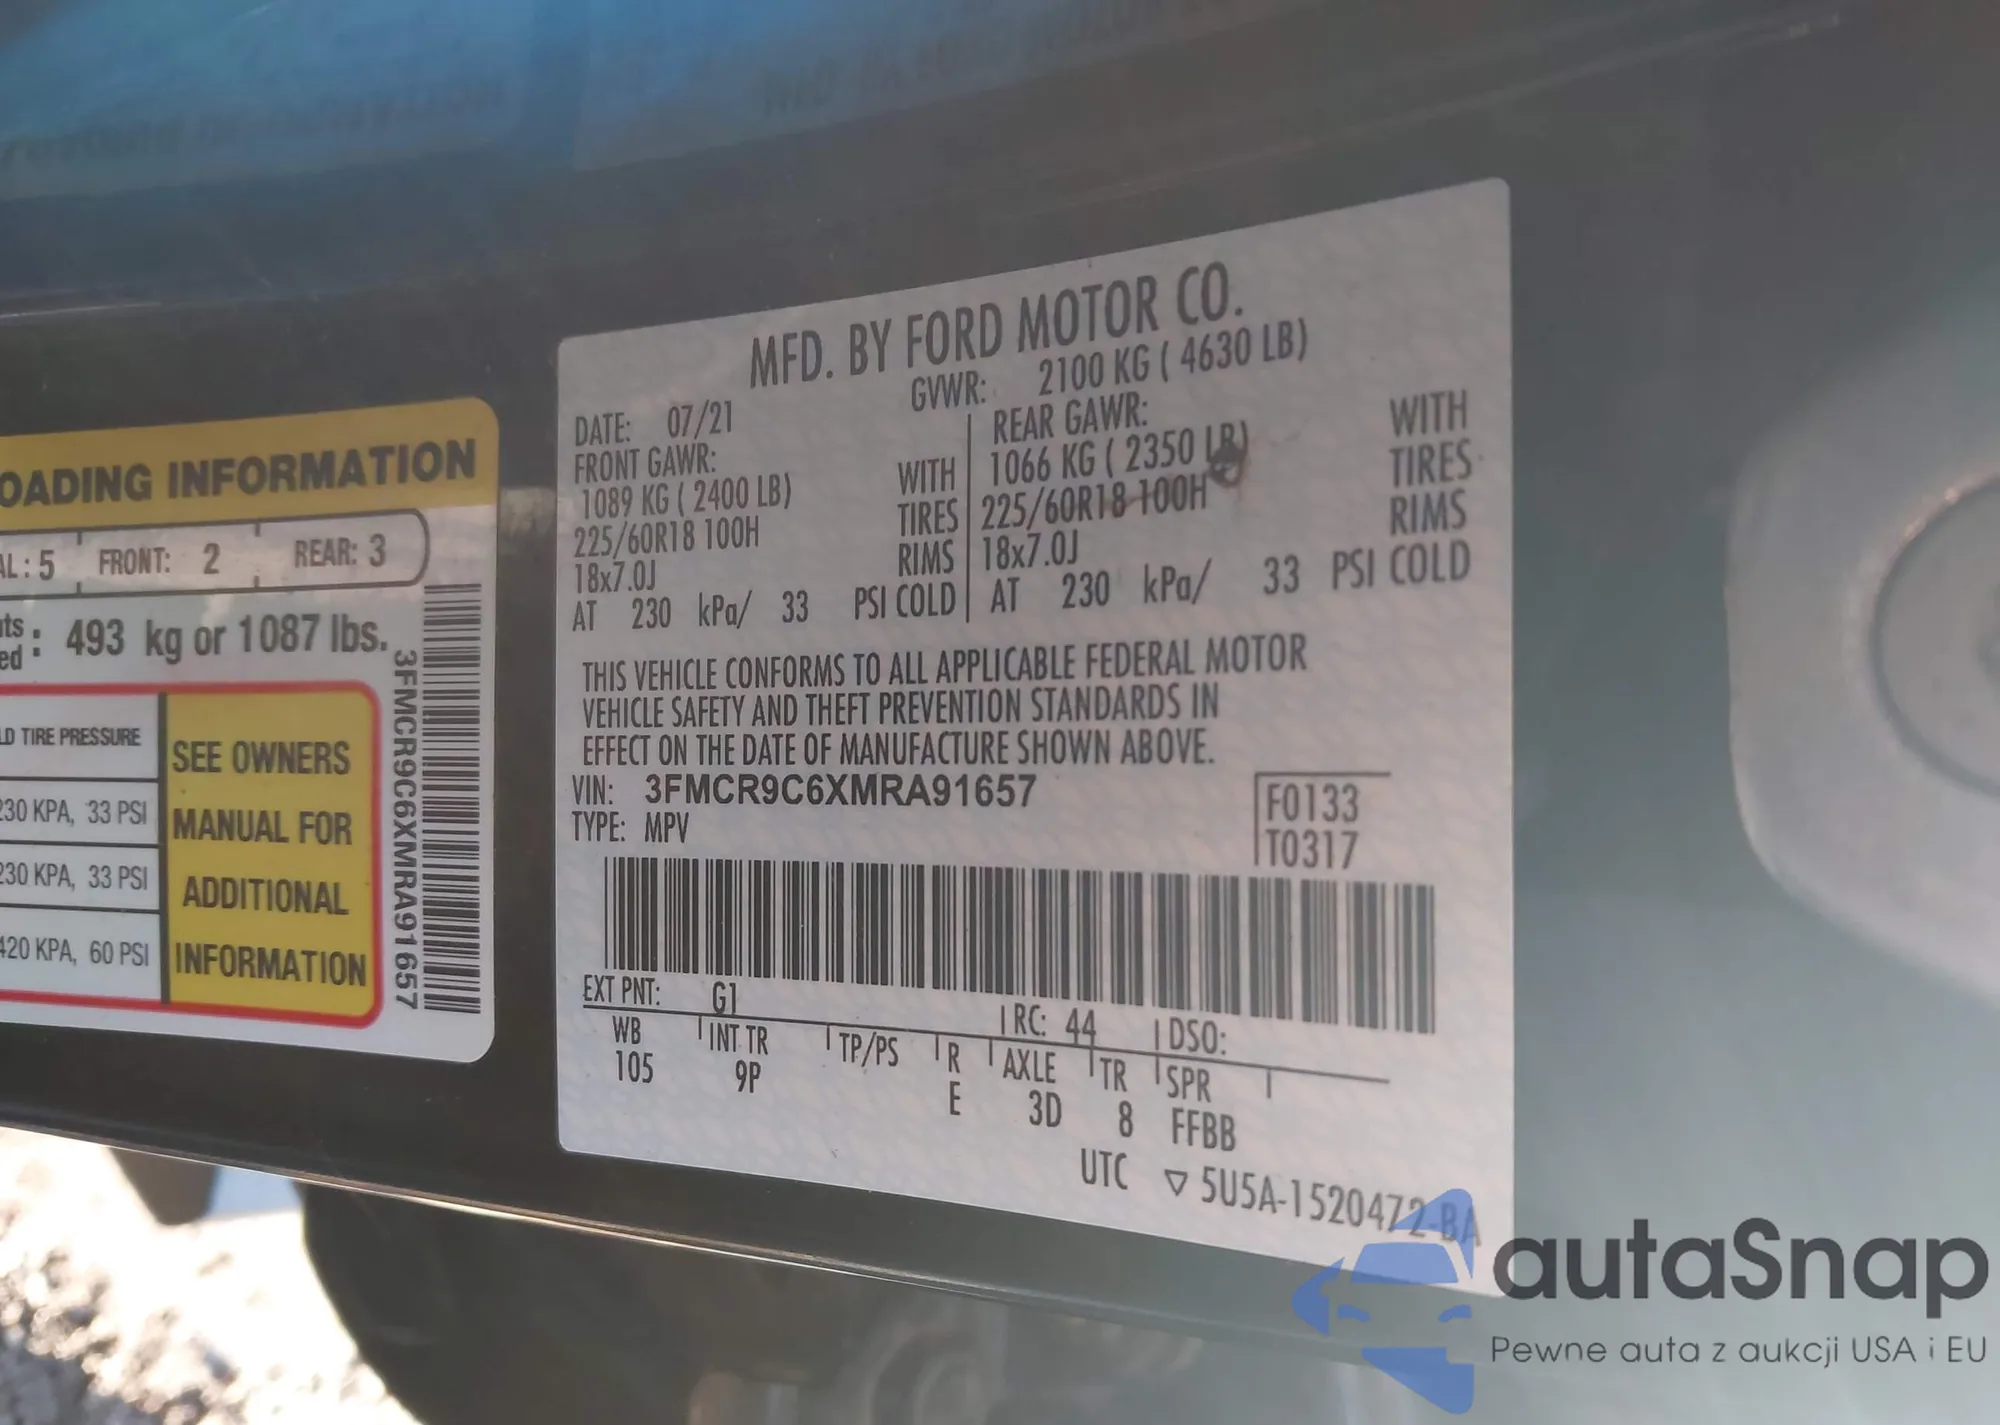 OADING INFORMATION
AL: 5 FRONT: 2 REAR: 3
493 kg or 1087 lbs.
3FMCR9C6XMRA91657
D TIRE PRESSURE
230 KPA, 33 PSI
230 KPA, 33 PSI
420 KPA, 60 PSI
SEE OWNERS
MANUAL FOR
ADDITIONAL
INFORMATION
MFD. BY FORD MOTOR CO.
DATE: 07/21 GVWR: 2100 KG ( 4630 LB)
FRONT GAWR: REAR GAWR:
1089 KG ( 2400 LB) WITH 1066 KG ( 2350 LB) WITH
225/60R18 100H TIRES 225/60R18 100H TIRES
18x7.0J RIMS 18x7.0J RIMS
AT 230 kPa/ 33 PSI COLD AT 230 kPa/ 33 PSI COLD
THIS VEHICLE CONFORMS TO ALL APPLICABLE FEDERAL MOTOR
VEHICLE SAFETY AND THEFT PREVENTION STANDARDS IN
EFFECT ON THE DATE OF MANUFACTURE SHOWN ABOVE.
VIN: 3FMCR9C6XMRA91657 F0133
TYPE: MPV T0317
EXT PNT: G1 RC: 44 DSO:
WB INT TR TP/PS R AXLE TR SPR
105 9P E 3D 8 FFBB
UTC ▽ 5U5A-1520472-BA
autaSnap
Pewne auta z aukcji USA i EU